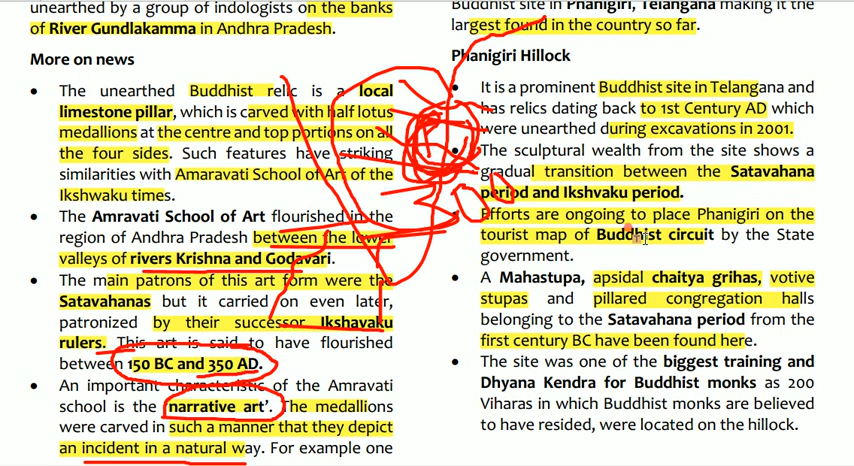 unearthed by a group of indologists on the banks
of River Gundlakamma in Andhra Pradesh.
More on news
• The unearthed Buddhist relic is a local
limestone pillar, which is carved with half lotus
medallions at the centre and top portions on all
the four sides. Such features have striking
similarities with Amaravati School of Art of the
Ikshwaku times.
• The Amravati School of Art flourished in the
region of Andhra Pradesh between the lower
valleys of rivers Krishna and Godavari.
• The main patrons of this art form were the
Satavahanas but it carried on even later,
patronized by their successor Ikshavaku
rulers. This art is said to have flourished
between 150 BC and 350 AD.
• An important characteristic of the Amravati
school is the 'narrative art'. The medallions
were carved in such a manner that they depict
an incident in a natural way. For example one
Buddhist site in Phanigiri, Telangana making it the
largest found in the country so far.
Phanigiri Hillock
• It is a prominent Buddhist site in Telangana and
has relics dating back to 1st Century AD which
were unearthed during excavations in 2001.
• The sculptural wealth from the site shows a
gradual transition between the Satavahana
period and Ikshvaku period.
• Efforts are ongoing to place Phanigiri on the
tourist map of Buddhist circuit by the State
government.
• A Mahastupa, apsidal chaitya grihas, votive
stupas and pillared congregation halls
belonging to the Satavahana period from the
first century BC have been found here.
• The site was one of the biggest training and
Dhyana Kendra for Buddhist monks as 200
Viharas in which Buddhist monks are believed
to have resided, were located on the hillock.